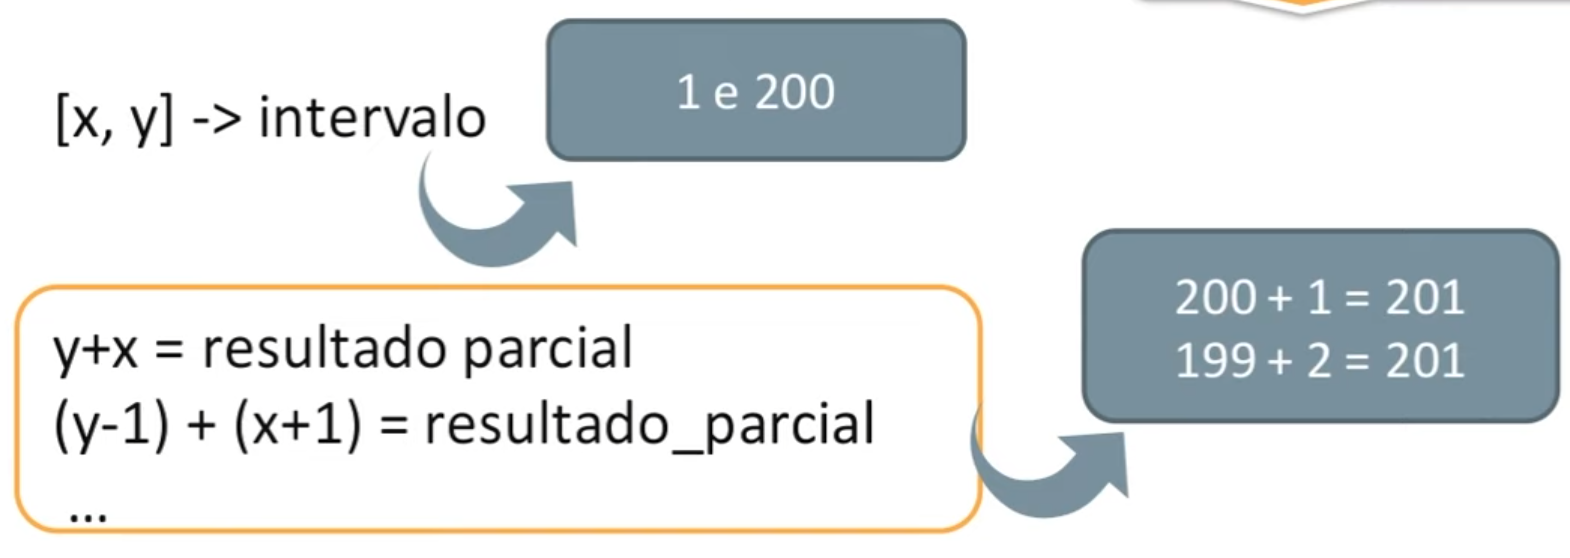 [x, y] -> intervalo
1 e 200
y+x = resultado parcial
(y-1) + (x+1) = resultado_parcial
...
200 + 1 = 201
199 + 2 = 201